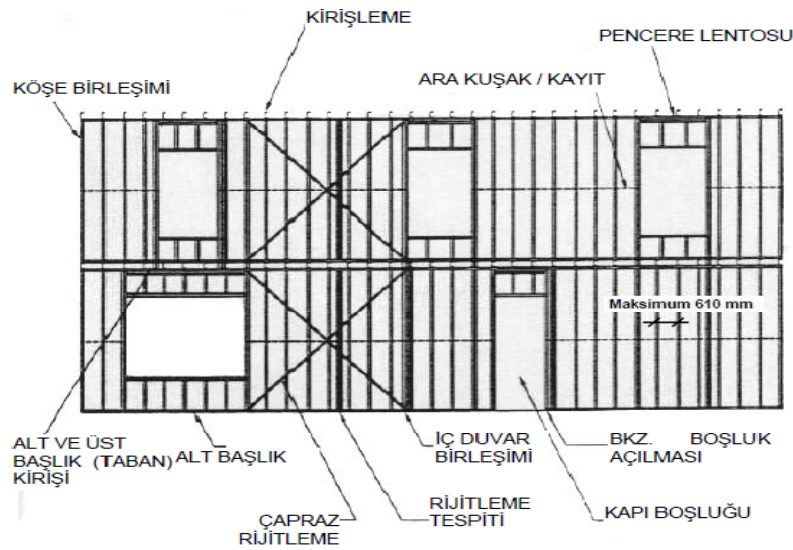 KİRİŞLEME
PENCERE LENTOSU
ARA KUŞAK / KAYIT
KÖŞE BİRLEŞİMİ
Maksimum 610 mm
ALT VE ÜST
BAŞLIK (TABAN)
KİRİŞİ
ALT BAŞLIK
ÇAPRAZ
RİJİTLEME
RİJİTLEME
TESPİTİ
İÇ DUVAR
BİRLEŞİMİ
BKZ. BOŞLUK
AÇILMASI
KAPI BOŞLUĞU